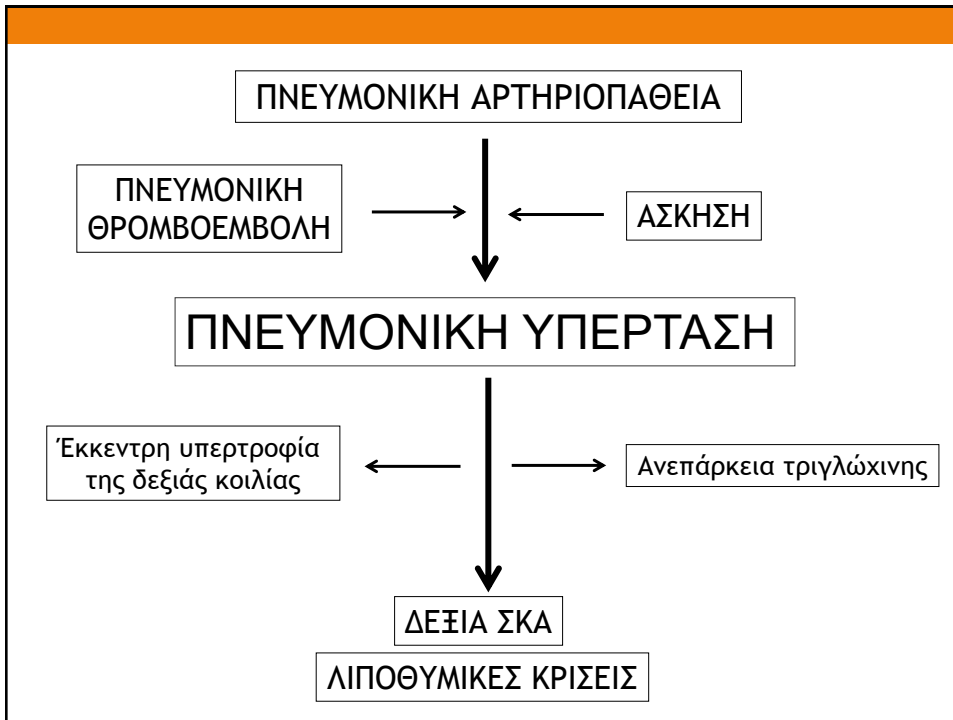 ΠΝΕΥΜΟΝΙΚΗ ΑΡΤΗΡΙΟΠΑΘΕΙΑ
ΠΝΕΥΜΟΝΙΚΗ
ΘΡΟΜΒΟΕΜΒΟΛΗ
ΑΣΚΗΣΗ
ΠΝΕΥΜΟΝΙΚΗ ΥΠΕΡΤΑΣΗ
Έκκεντρη υπερτροφία
της δεξιάς κοιλίας
Ανεπάρκεια τριγλώχινης
ΔΕΞΙΑ ΣΚΑ
ΛΙΠΟΘΥΜΙΚΕΣ ΚΡΙΣΕΙΣ